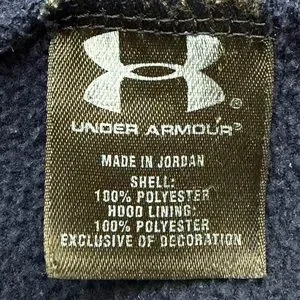 UNDER ARMOUR®
MADE IN JORDAN
SHELL:
100% POLYESTER
HOOD LINING:
100% POLYESTER
EXCLUSIVE OF DECORATION